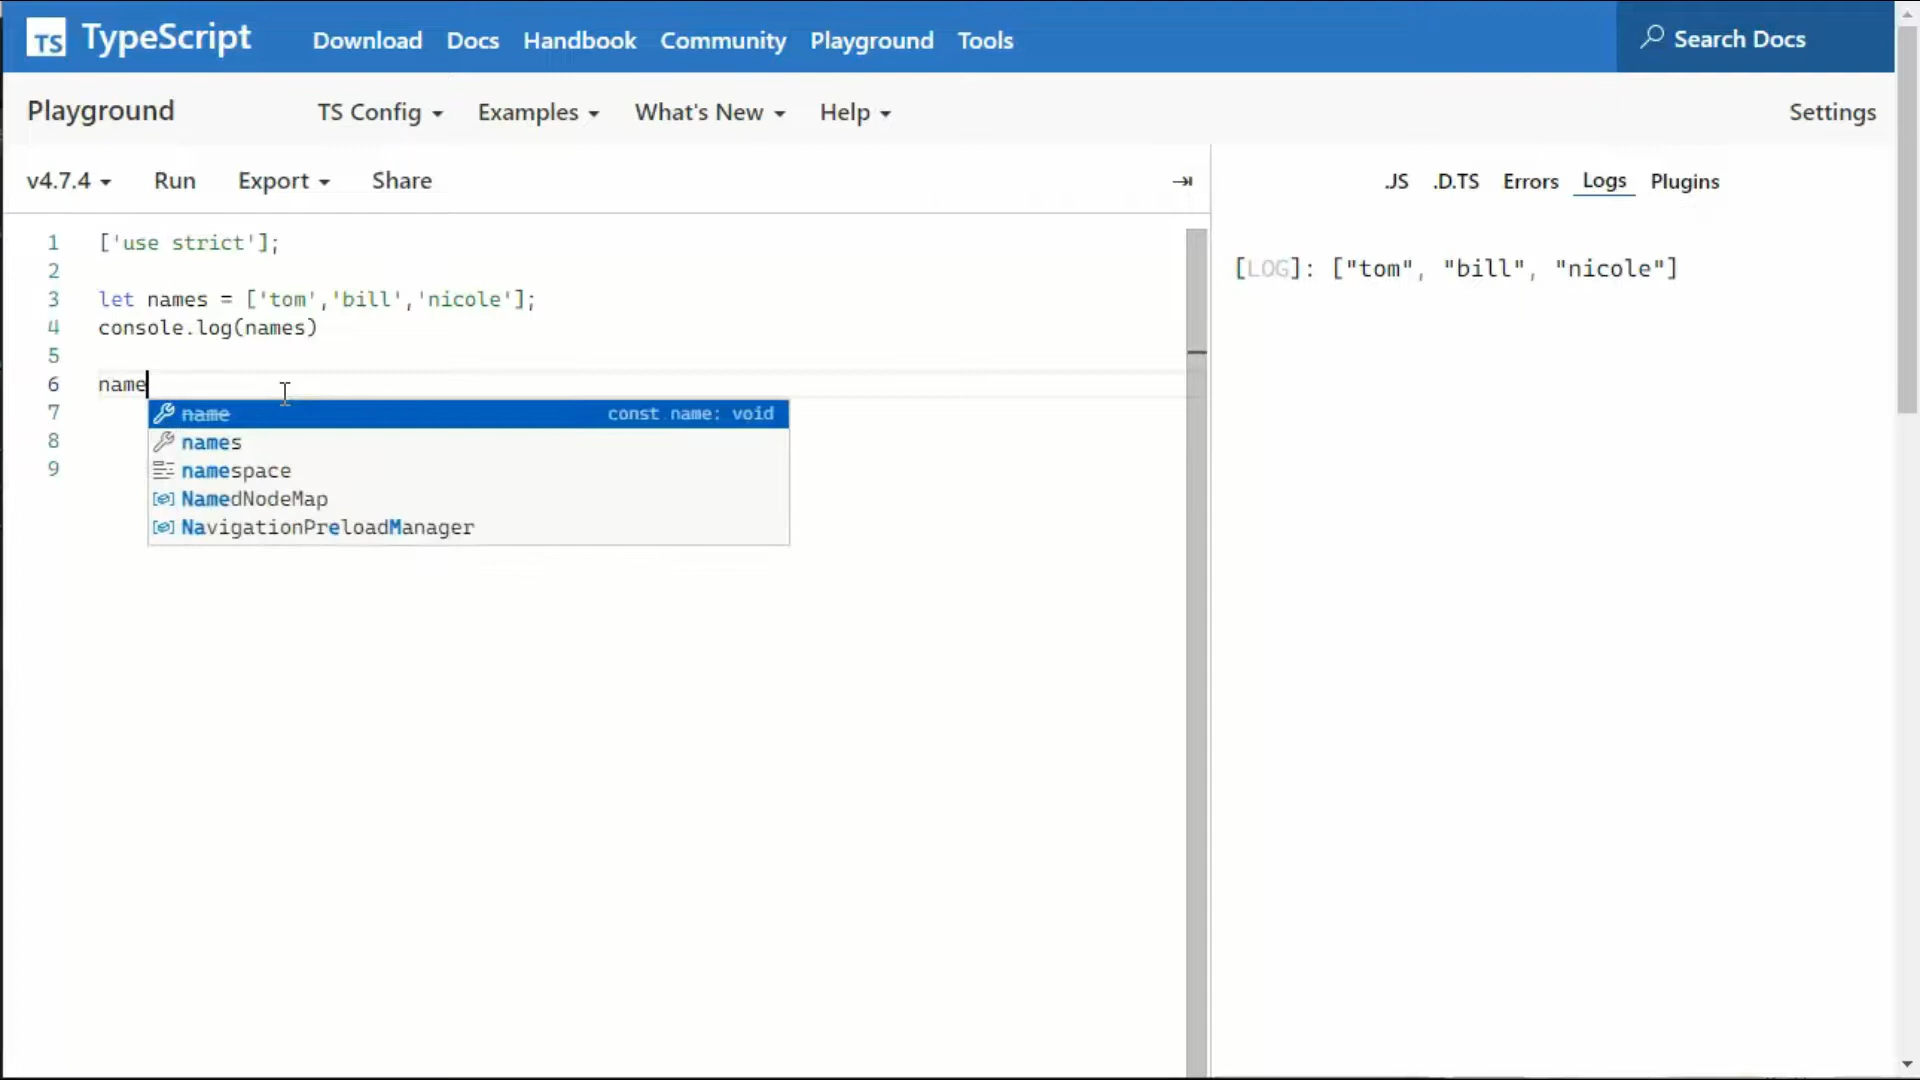 TS TypeScript Download Docs Handbook Community Playground Tools Search Docs
Playground TS Config Examples What's New Help Settings
v4.7.4 Run Export Share .JS .D.TS Errors Logs Plugins
1 ['use strict'];
2
3 let names = ['tom','bill','nicole'];
4 console.log(names)
5
6 name
7
8
9
name const name: void
names
namespace
NamedNodeMap
NavigationPreloadManager
[LOG]: ["tom", "bill", "nicole"]